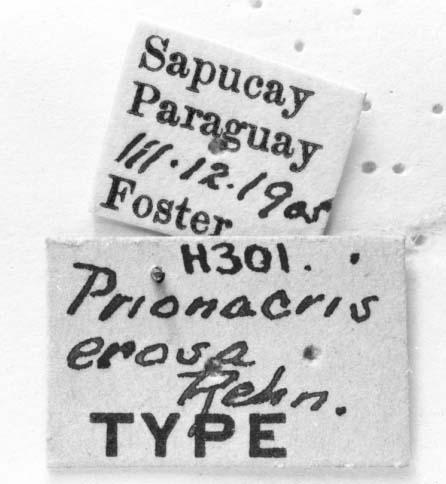 Sapucay
Paraguay
III.12.1905
Foster
H301.
Prionacris
erosa
Rehn.
TYPE